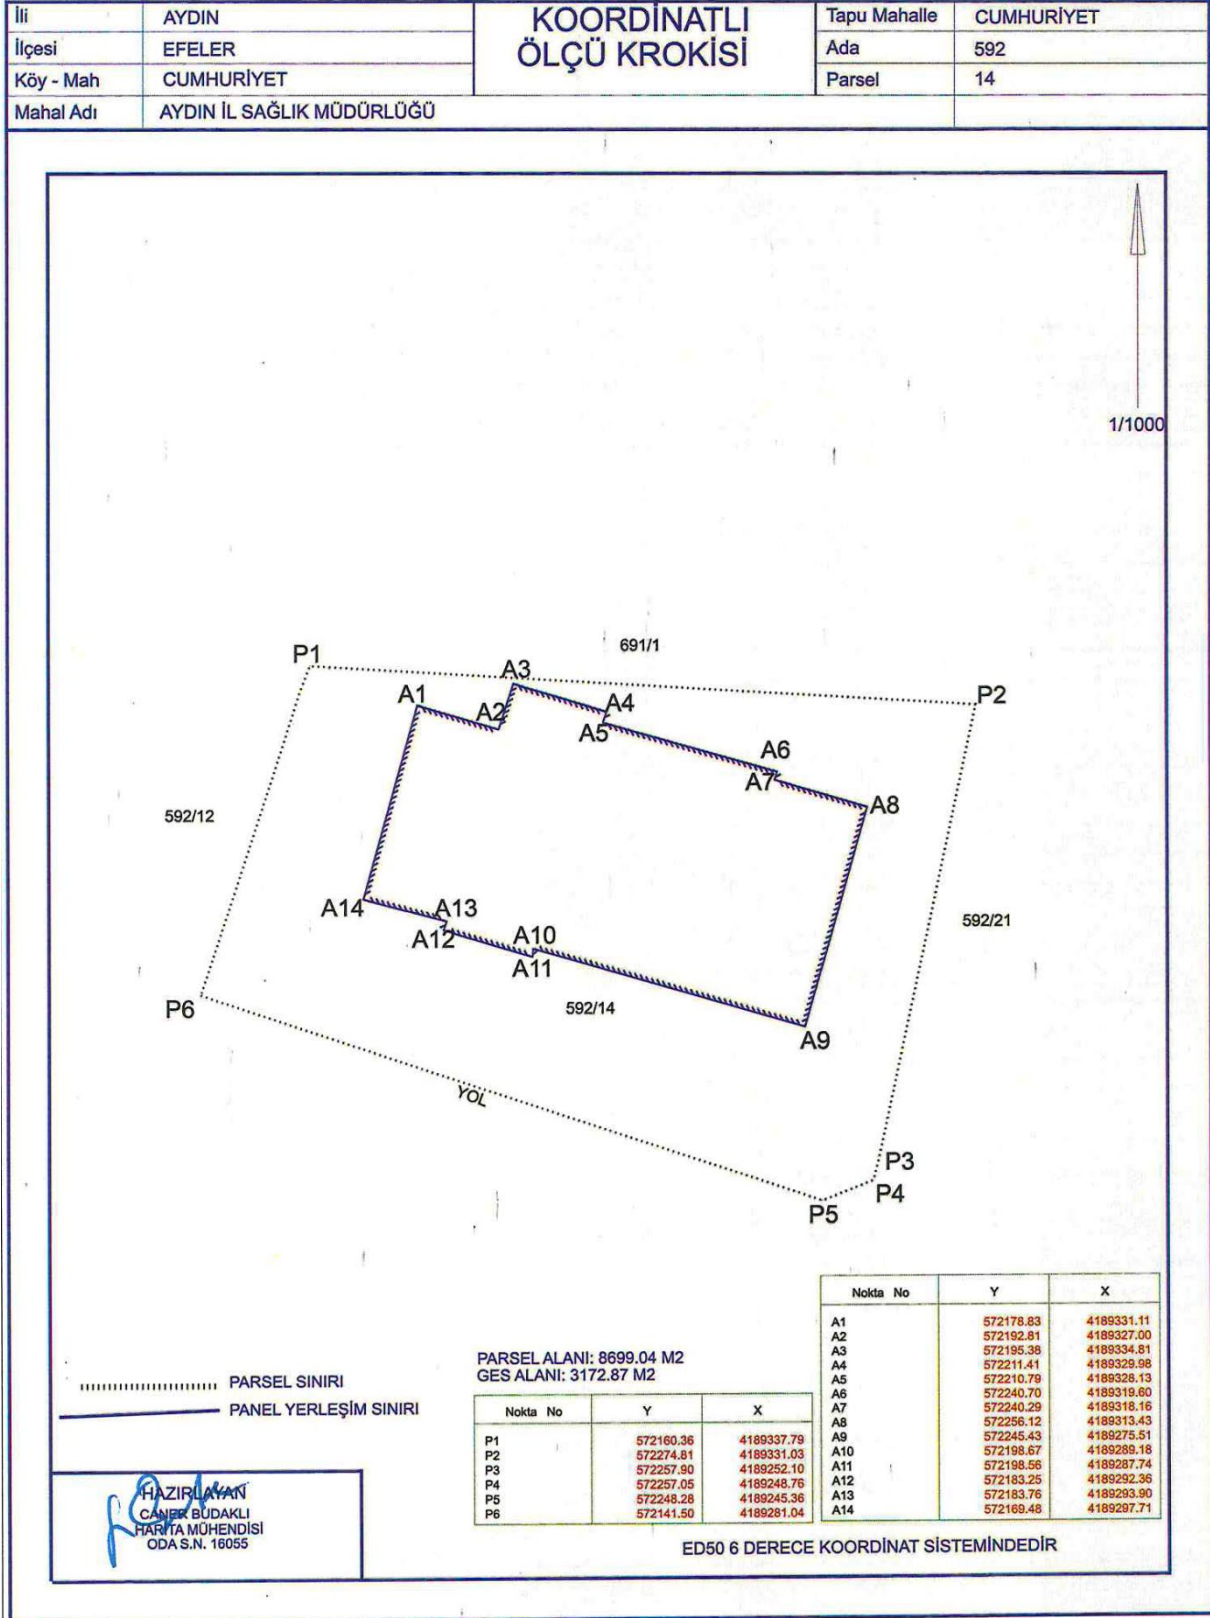 İli AYDIN
KOORDİNATLI
ÖLÇÜ KROKİSİ
Tapu Mahalle CUMHURİYET
İlçesi EFELER
Ada 592
Köy - Mah CUMHURİYET
Parsel 14
Mahal Adı AYDIN İL SAĞLIK MÜDÜRLÜĞÜ
1/1000
691/1
P1
A3
A1
A2
A4
A5
P2
A6
A7
A8
592/12
A14
A13
A12
A10
A11
592/21
P6
592/14
A9
YOL
P3
P4
P5
PARSEL SINIRI
PANEL YERLEŞİM SINIRI
PARSEL ALANI: 8699.04 M2
GES ALANI: 3172.87 M2
Nokta No Y X
P1 572160.36 4189337.79
P2 572274.81 4189331.03
P3 572257.90 4189252.10
P4 572257.05 4189248.76
P5 572248.28 4189245.36
P6 572141.50 4189281.04
Nokta No Y X
A1 572178.83 4189331.11
A2 572192.81 4189327.00
A3 572195.38 4189334.81
A4 572211.41 4189329.98
A5 572210.79 4189328.13
A6 572240.70 4189319.60
A7 572240.29 4189318.16
A8 572256.12 4189313.43
A9 572245.43 4189275.51
A10 572198.67 4189289.18
A11 572198.56 4189287.74
A12 572183.25 4189292.36
A13 572183.76 4189293.90
A14 572169.48 4189297.71
HAZIRLAYAN
CANER BUDAKLI
HARİTA MÜHENDİSİ
ODA S.N. 16055
ED50 6 DERECE KOORDİNAT SİSTEMİNDEDİR